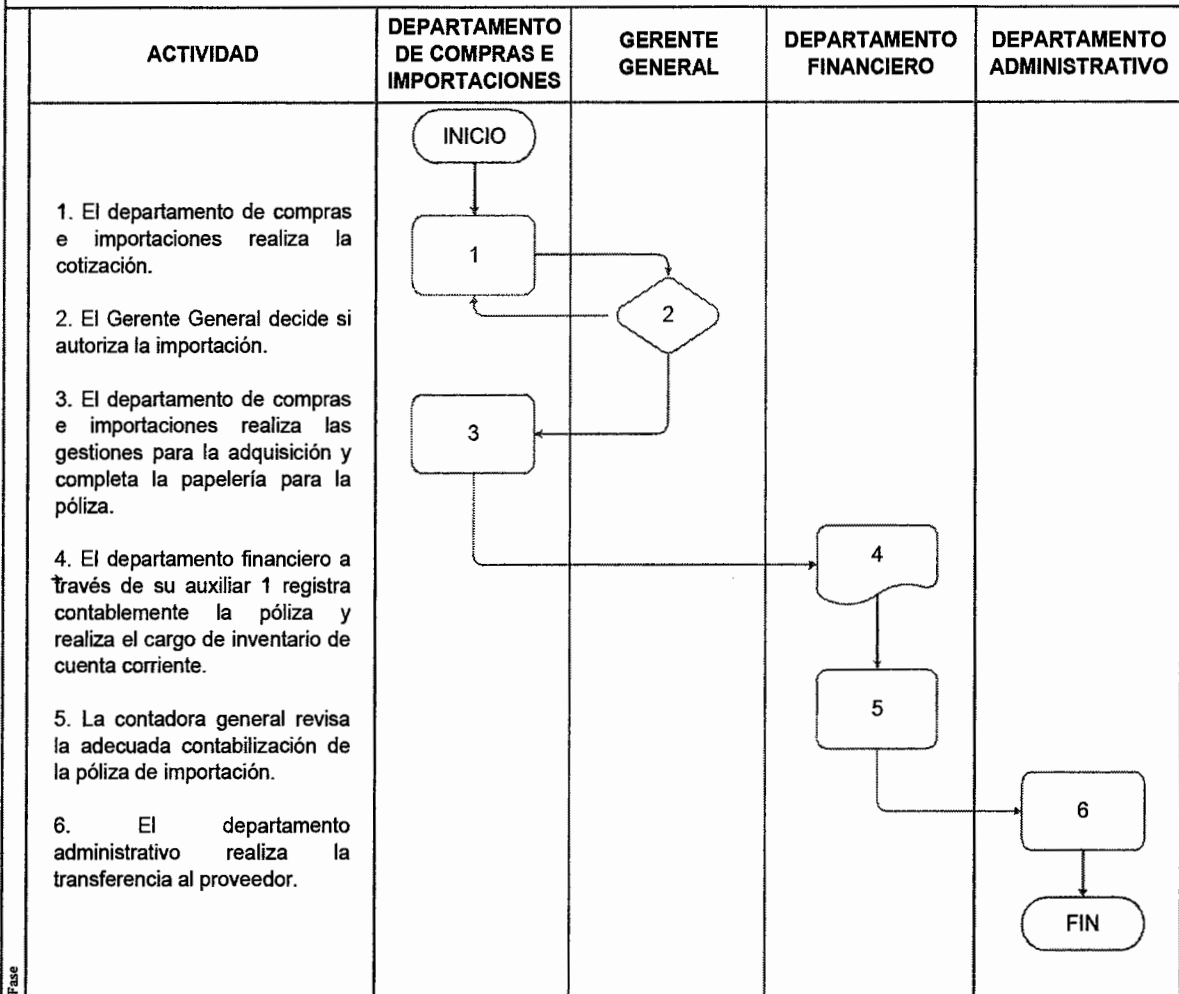 ACTIVIDAD
DEPARTAMENTO
DE COMPRAS E
IMPORTACIONES
GERENTE
GENERAL
DEPARTAMENTO
FINANCIERO
DEPARTAMENTO
ADMINISTRATIVO
INICIO
1. El departamento de compras
e importaciones realiza la
cotización.
2. El Gerente General decide si
autoriza la importación.
3. El departamento de compras
e importaciones realiza las
gestiones para la adquisición y
completa la papelería para la
póliza.
4. El departamento financiero a
través de su auxiliar 1 registra
contablemente la póliza y
realiza el cargo de inventario de
cuenta corriente.
5. La contadora general revisa
la adecuada contabilización de
la póliza de importación.
6. El departamento
administrativo realiza la
transferencia al proveedor.
1
2
3
4
5
6
FIN
Fase